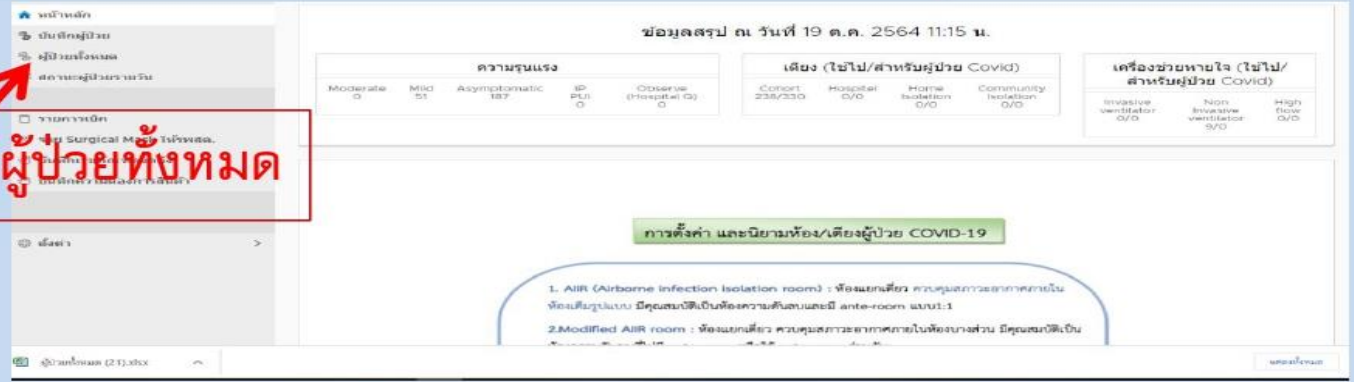 หน้าหลัก
บันทึกผู้ป่วย
ผู้ป่วยทั้งหมด
สถานะผู้ป่วยรายวัน
รายการเบิก
Surgical Mask ให้รพสต.
ผู้ป่วยทั้งหมด
ตั้งค่า >
ข้อมูลสรุป ณ วันที่ 19 ต.ค. 2564 11:15 น.
ความรุนแรง
Moderate Mild Asymptomatic IP PUI Observe (Hospital Q)
0 51 187 0 0
เตียง (ใช้ไป/สำหรับผู้ป่วย Covid)
Cohort Hospitel Home Isolation Community Isolation
238/330 0/0 0/0 0/0
เครื่องช่วยหายใจ (ใช้ไป/
สำหรับผู้ป่วย Covid)
Invasive ventilator Non Invasive ventilator High flow
0/0 9/0 0/0
การตั้งค่า และนิยามห้อง/เตียงผู้ป่วย COVID-19
1. AIIR (Airborne infection isolation room) : ห้องแยกเดี่ยว ควบคุมสภาวะอากาศภายใน
ห้องเต็มรูปแบบ มีคุณสมบัติเป็นห้องความดันลบและมี ante-room แบบ1:1
2.Modified AIIR room : ห้องแยกเดี่ยว ควบคุมสภาวะอากาศภายในห้องบางส่วน มีคุณสมบัติเป็น
ผู้ป่วยทั้งหมด (21).xlsx
แสดงทั้งหมด